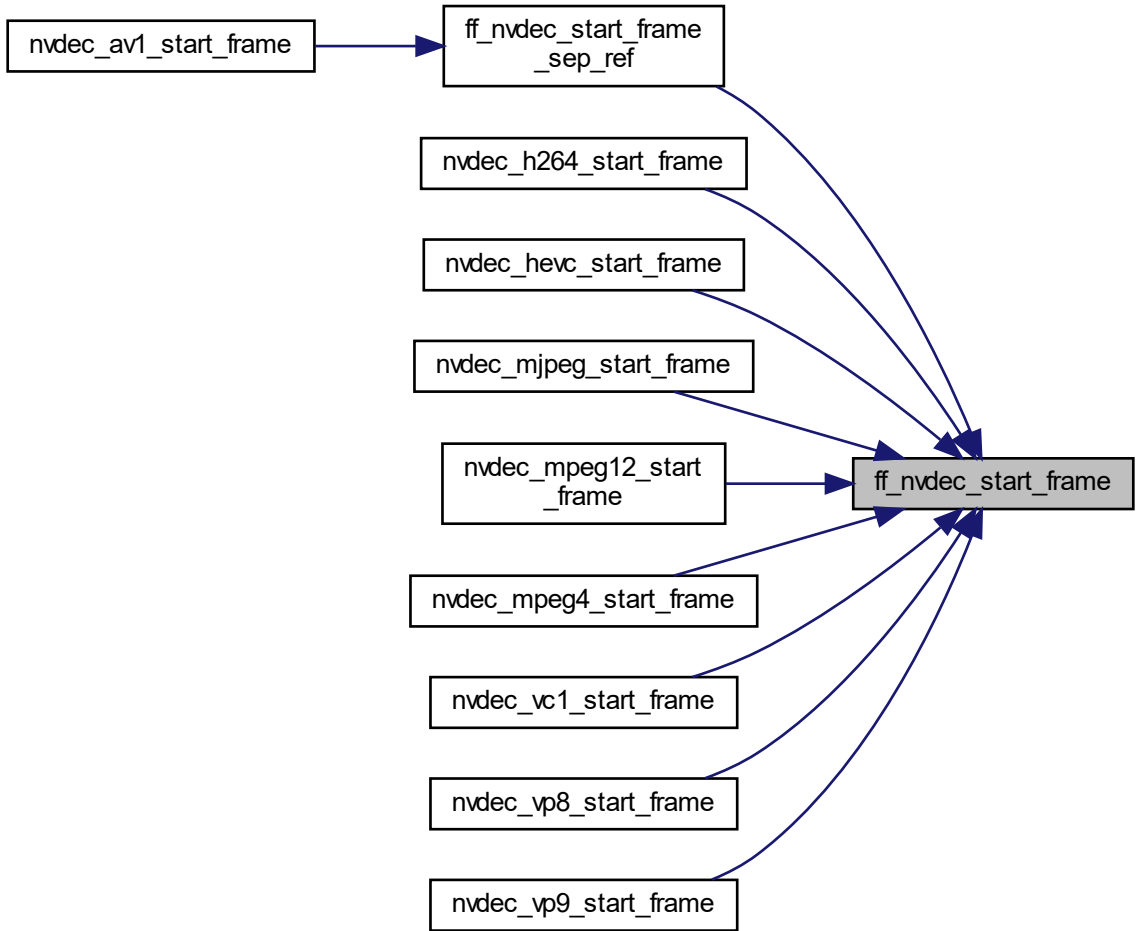 nvdec_av1_start_frame
ff_nvdec_start_frame
_sep_ref
nvdec_h264_start_frame
nvdec_hevc_start_frame
nvdec_mjpeg_start_frame
nvdec_mpeg12_start
_frame
ff_nvdec_start_frame
nvdec_mpeg4_start_frame
nvdec_vc1_start_frame
nvdec_vp8_start_frame
nvdec_vp9_start_frame